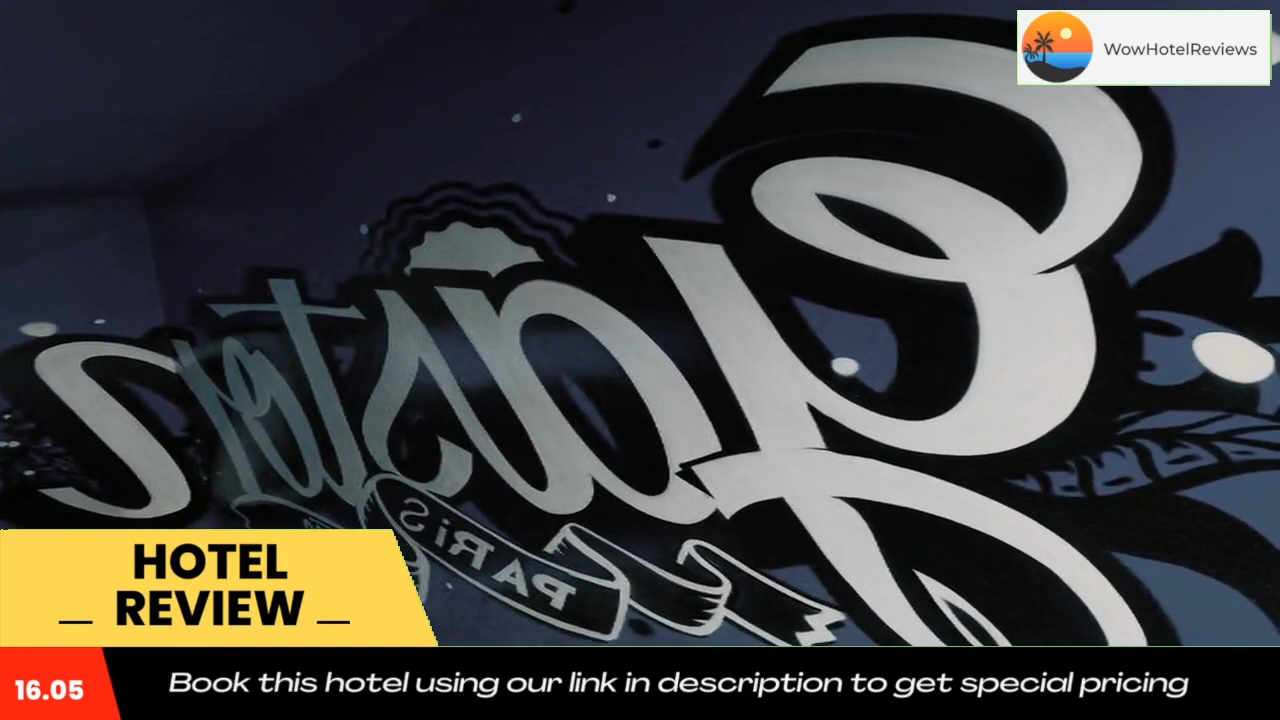 WowHotelReviews
PARiS
HOTEL
REVIEW
16.05
Book this hotel using our link in description to get special pricing